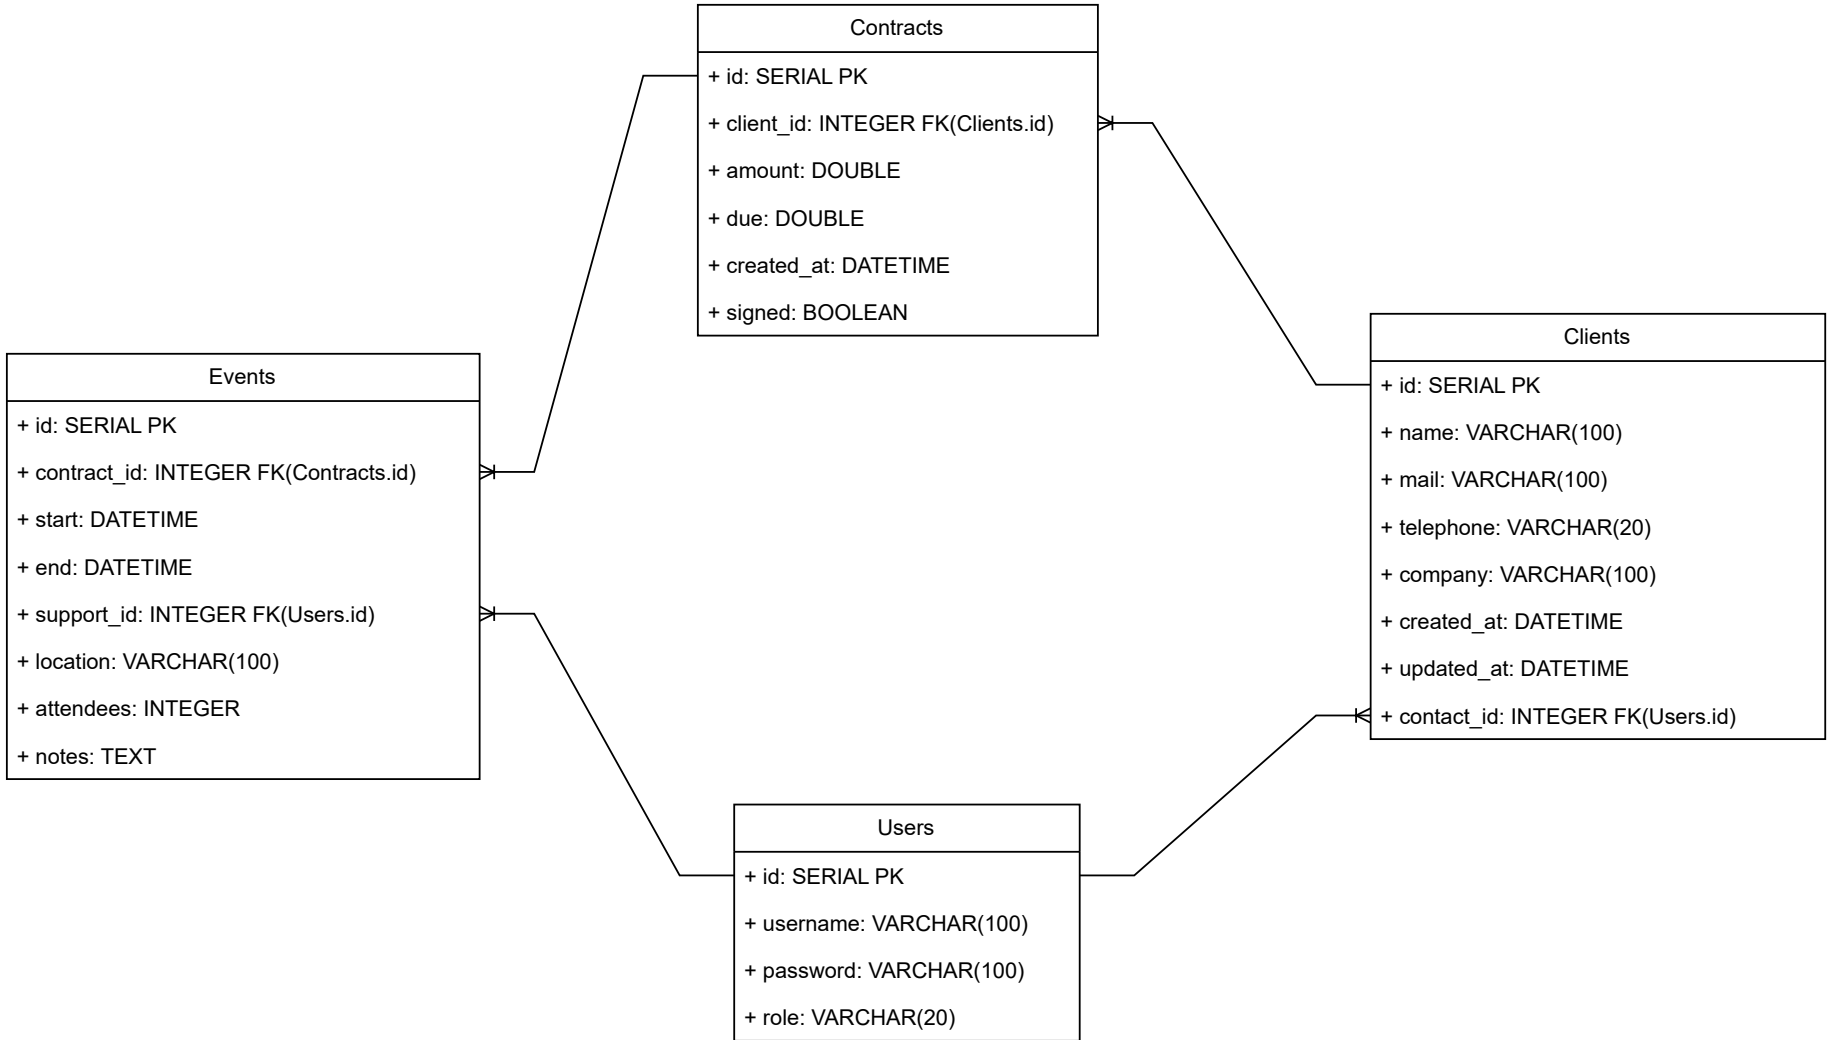 Contracts
+ id: SERIAL PK
+ client_id: INTEGER FK(Clients.id)
+ amount: DOUBLE
+ due: DOUBLE
+ created_at: DATETIME
+ signed: BOOLEAN
Events
+ id: SERIAL PK
+ contract_id: INTEGER FK(Contracts.id)
+ start: DATETIME
+ end: DATETIME
+ support_id: INTEGER FK(Users.id)
+ location: VARCHAR(100)
+ attendees: INTEGER
+ notes: TEXT
Clients
+ id: SERIAL PK
+ name: VARCHAR(100)
+ mail: VARCHAR(100)
+ telephone: VARCHAR(20)
+ company: VARCHAR(100)
+ created_at: DATETIME
+ updated_at: DATETIME
+ contact_id: INTEGER FK(Users.id)
Users
+ id: SERIAL PK
+ username: VARCHAR(100)
+ password: VARCHAR(100)
+ role: VARCHAR(20)